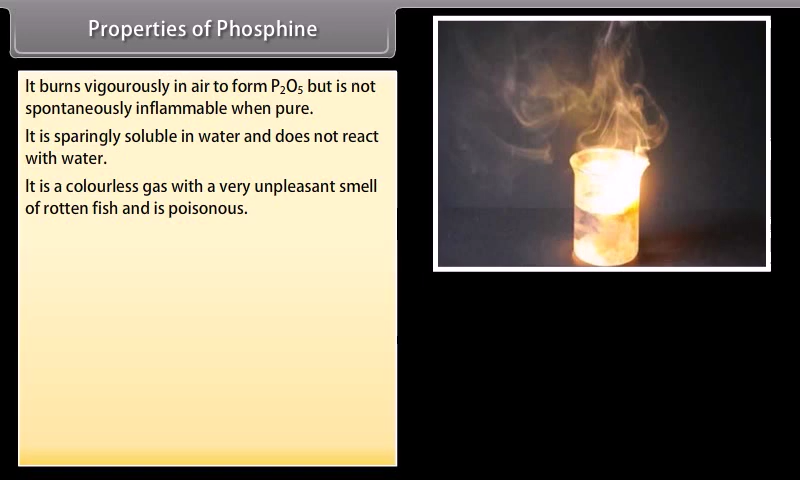 Properties of Phosphine
It burns vigourously in air to form P₂O₅ but is not
spontaneously inflammable when pure.
It is sparingly soluble in water and does not react
with water.
It is a colourless gas with a very unpleasant smell
of rotten fish and is poisonous.